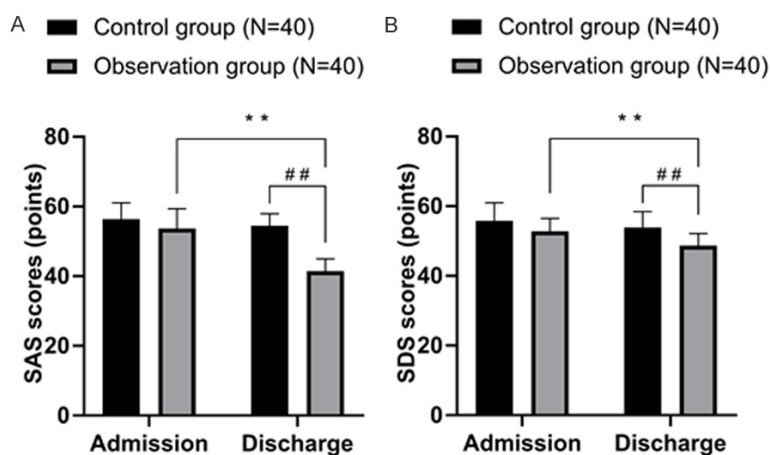 A
Control group (N=40)
Observation group (N=40)
SAS scores (points)
80
60
40
20
0
* *
# #
Admission
Discharge
B
Control group (N=40)
Observation group (N=40)
SDS scores (points)
80
60
40
20
0
* *
# #
Admission
Discharge